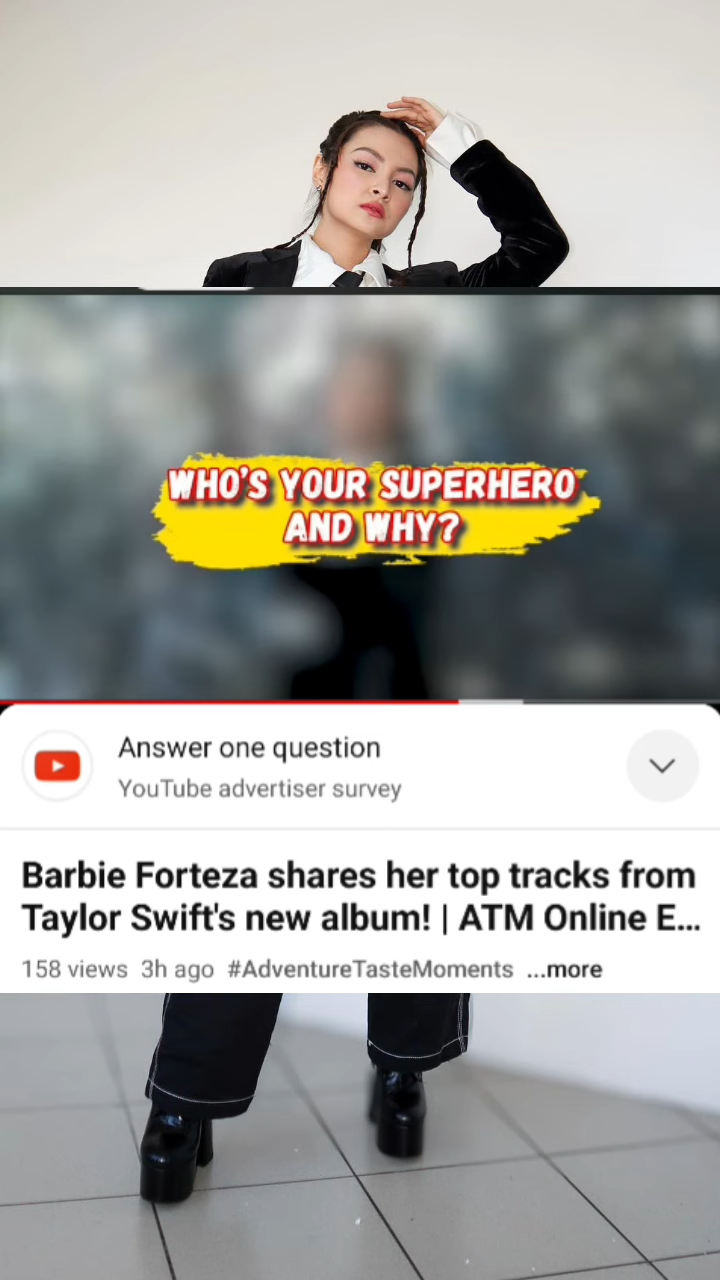 WHO'S YOUR SUPERHERO
AND WHY?
Answer one question
YouTube advertiser survey
Barbie Forteza shares her top tracks from
Taylor Swift's new album! | ATM Online E...
158 views 3h ago #AdventureTasteMoments ...more